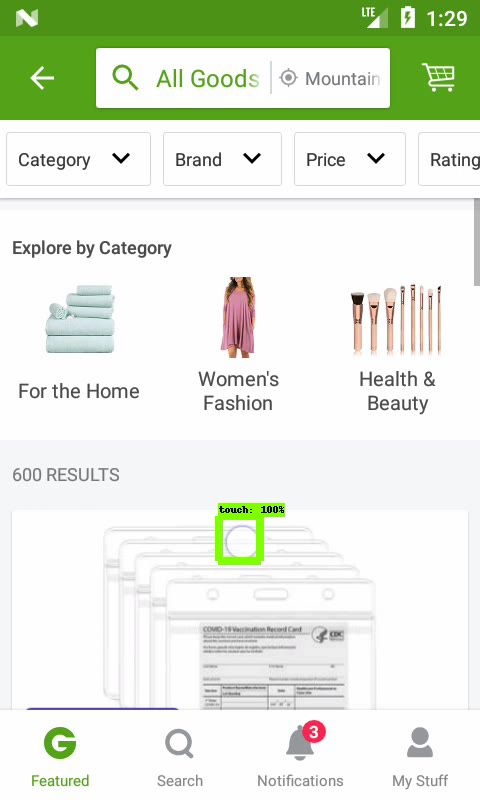 LTE 1:29
All Goods Mountain
Category Brand Price Rating
Explore by Category
For the Home
Women's
Fashion
Health &
Beauty
600 RESULTS
touch: 100%
COVID-19 Vaccination Record Card
CDC
G
3
Featured Search Notifications My Stuff